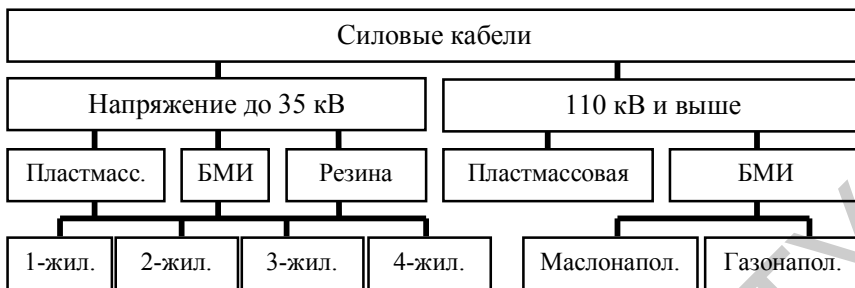 Силовые кабели
Напряжение до 35 кВ
110 кВ и выше
Пластмасс.
БМИ
Резина
Пластмассовая
БМИ
1-жил.
2-жил.
3-жил.
4-жил.
Маслонапол.
Газонапол.